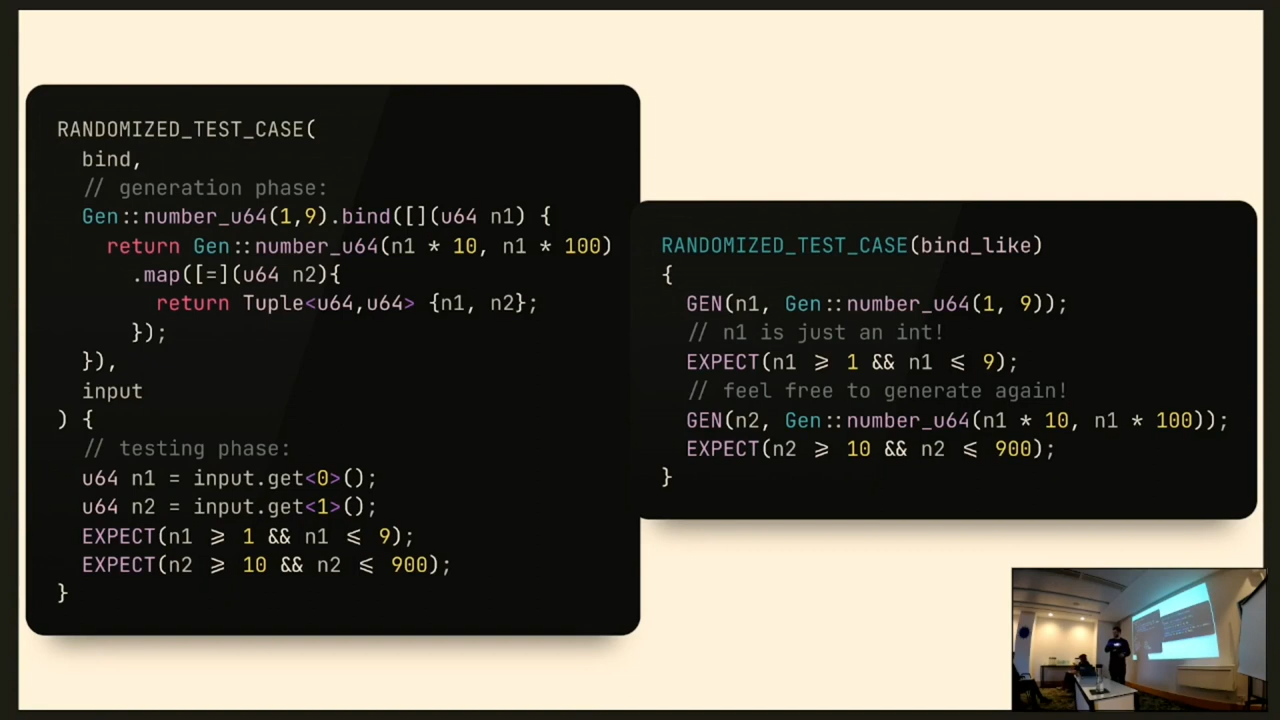 RANDOMIZED_TEST_CASE(
bind,
// generation phase:
Gen::number_u64(1,9).bind([](u64 n1) {
return Gen::number_u64(n1 * 10, n1 * 100)
.map([=](u64 n2){
return Tuple<u64,u64> {n1, n2};
});
}),
input
) {
// testing phase:
u64 n1 = input.get<0>();
u64 n2 = input.get<1>();
EXPECT(n1 ⩾ 1 && n1 ⩽ 9);
EXPECT(n2 ⩾ 10 && n2 ⩽ 900);
}
RANDOMIZED_TEST_CASE(bind_like)
{
GEN(n1, Gen::number_u64(1, 9));
// n1 is just an int!
EXPECT(n1 ⩾ 1 && n1 ⩽ 9);
// feel free to generate again!
GEN(n2, Gen::number_u64(n1 * 10, n1 * 100));
EXPECT(n2 ⩾ 10 && n2 ⩽ 900);
}